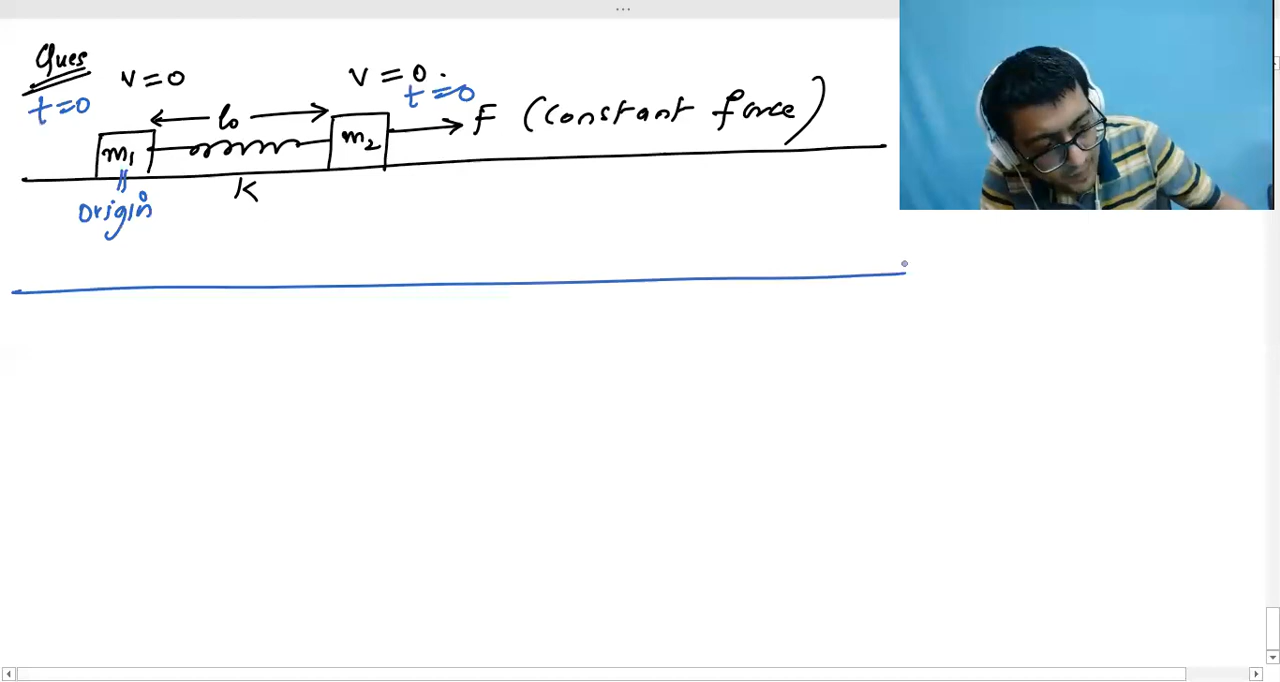 Ques
v = 0
v = 0.
t = 0
t = 0
l₀
F (constant force)
m₁
m₂
K
origin